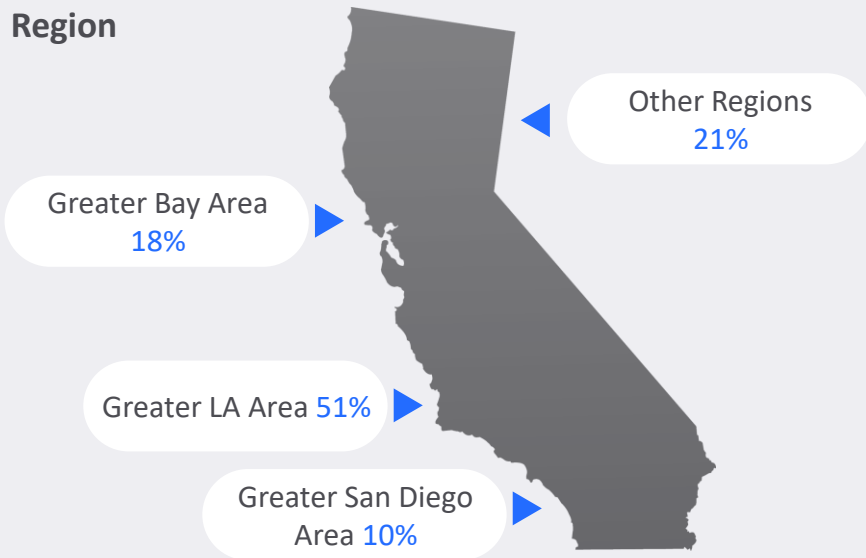 Region
Other Regions
21%
Greater Bay Area
18%
Greater LA Area 51%
Greater San Diego
Area 10%